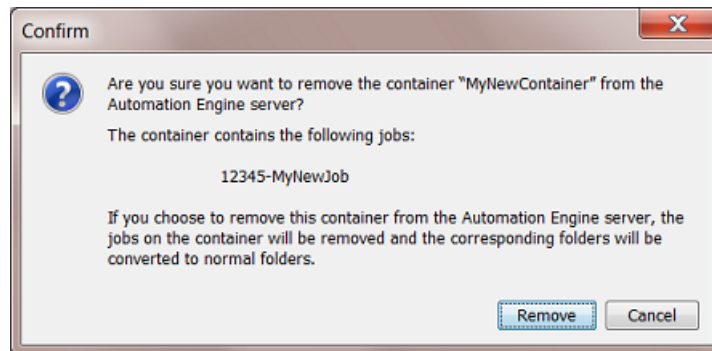 Confirm
Are you sure you want to remove the container “MyNewContainer” from the
Automation Engine server?
The container contains the following jobs:
12345-MyNewJob
If you choose to remove this container from the Automation Engine server, the
jobs on the container will be removed and the corresponding folders will be
converted to normal folders.
Remove Cancel